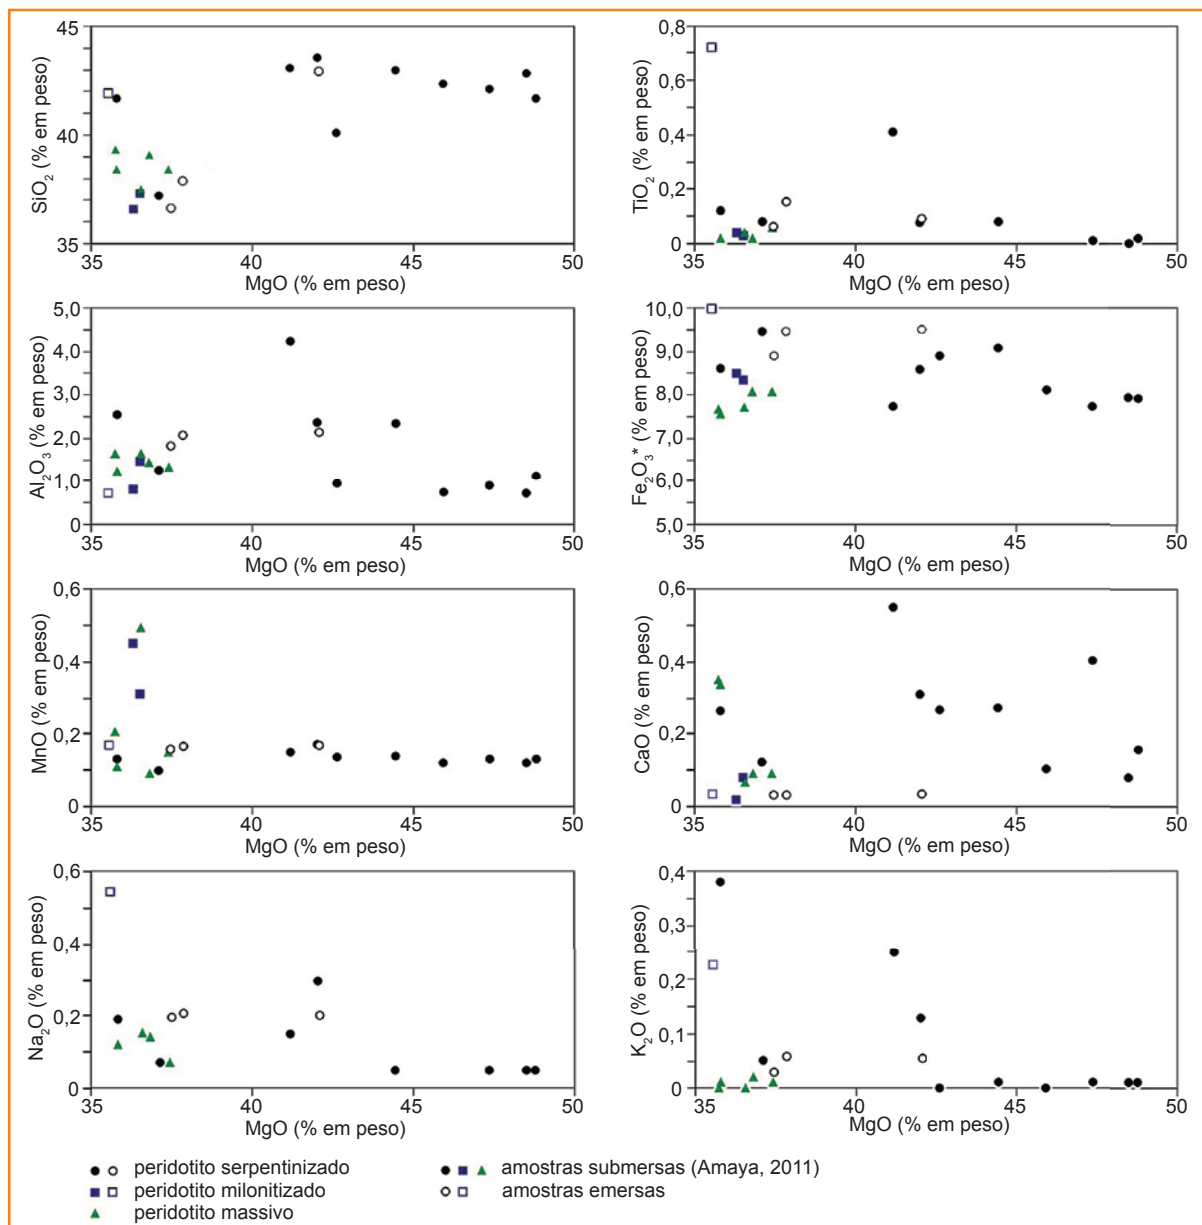 SiO₂ (% em peso)
45
40
35
35 40 45 50
MgO (% em peso)
TiO₂ (% em peso)
0,8
0,6
0,4
0,2
0
35 40 45 50
MgO (% em peso)
Al₂O₃ (% em peso)
5,0
4,0
3,0
2,0
1,0
0
35 40 45 50
MgO (% em peso)
Fe₂O₃* (% em peso)
10,0
9,0
8,0
7,0
6,0
5,0
35 40 45 50
MgO (% em peso)
MnO (% em peso)
0,6
0,4
0,2
0
35 40 45 50
MgO (% em peso)
CaO (% em peso)
0,6
0,4
0,2
0
35 40 45 50
MgO (% em peso)
Na₂O (% em peso)
0,6
0,4
0,2
0
35 40 45 50
MgO (% em peso)
K₂O (% em peso)
0,4
0,3
0,2
0,1
0
35 40 45 50
MgO (% em peso)
peridotito serpentinizado
peridotito milonitizado
peridotito massivo
amostras submersas (Amaya, 2011)
amostras emersas